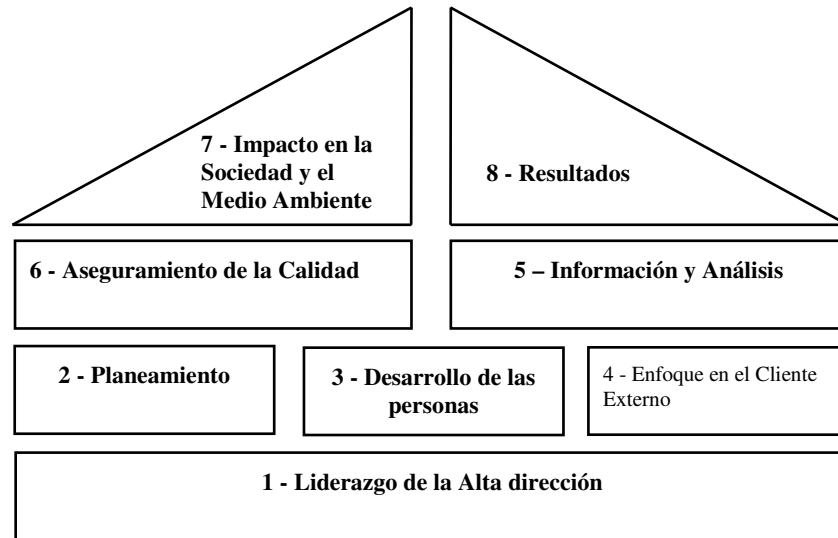 7 - Impacto en la
Sociedad y el
Medio Ambiente
8 - Resultados
6 - Aseguramiento de la Calidad
5 – Información y Análisis
2 - Planeamiento
3 - Desarrollo de las
personas
4 - Enfoque en el Cliente
Externo
1 - Liderazgo de la Alta dirección